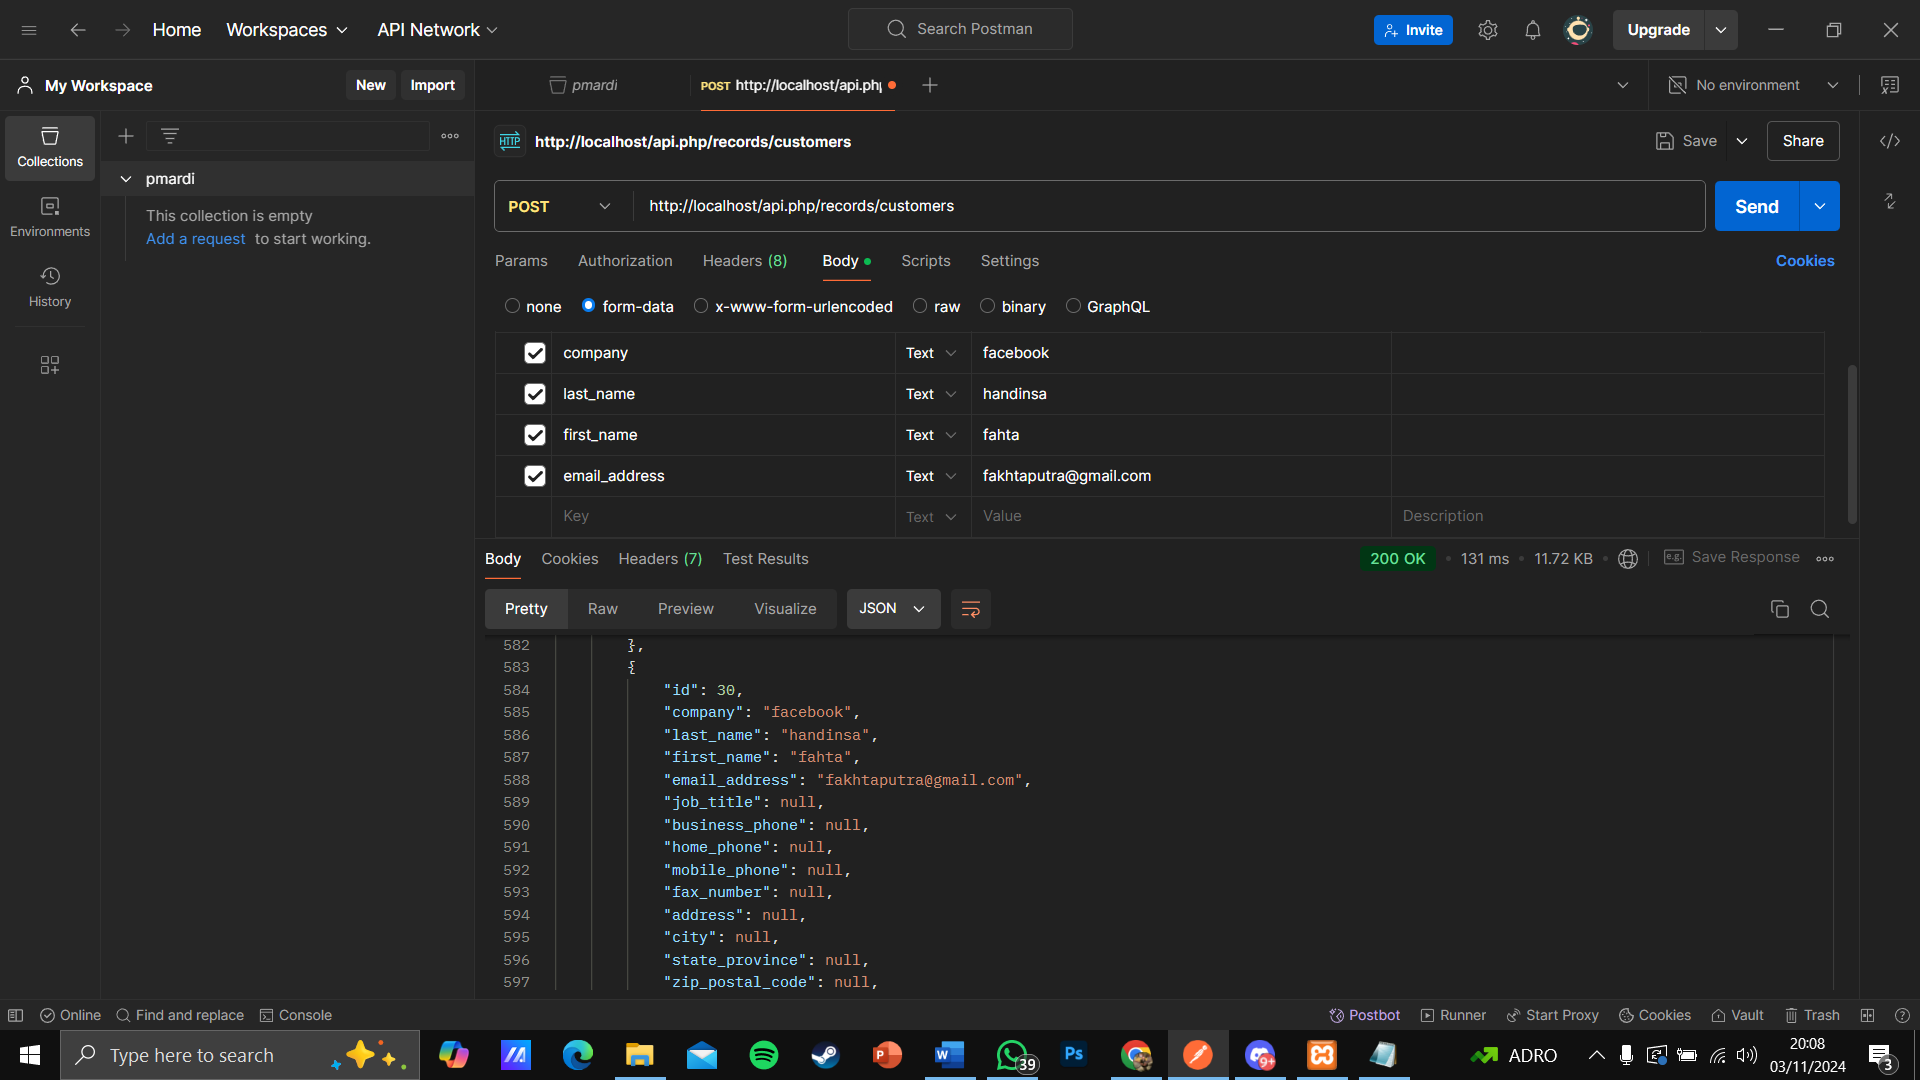 Home Workspaces API Network Search Postman Invite Upgrade
My Workspace New Import pmardi POST http://localhost/api.ph No environment
Collections
Environments
History
pmardi
This collection is empty
Add a request to start working.
HTTP http://localhost/api.php/records/customers Save Share
POST http://localhost/api.php/records/customers Send
Params Authorization Headers (8) Body Scripts Settings Cookies
none form-data x-www-form-urlencoded raw binary GraphQL
company Text facebook
last_name Text handinsa
first_name Text fahta
email_address Text fakhtaputra@gmail.com
Key Text Value Description
Body Cookies Headers (7) Test Results 200 OK 131 ms 11.72 KB e.g. Save Response
Pretty Raw Preview Visualize JSON
582 },
583 {
584 "id": 30,
585 "company": "facebook",
586 "last_name": "handinsa",
587 "first_name": "fahta",
588 "email_address": "fakhtaputra@gmail.com",
589 "job_title": null,
590 "business_phone": null,
591 "home_phone": null,
592 "mobile_phone": null,
593 "fax_number": null,
594 "address": null,
595 "city": null,
596 "state_province": null,
597 "zip_postal_code": null,
Online Find and replace Console Postbot Runner Start Proxy Cookies Vault Trash
Type here to search 39 Ps 9+ ADRO 20:08
03/11/2024 3